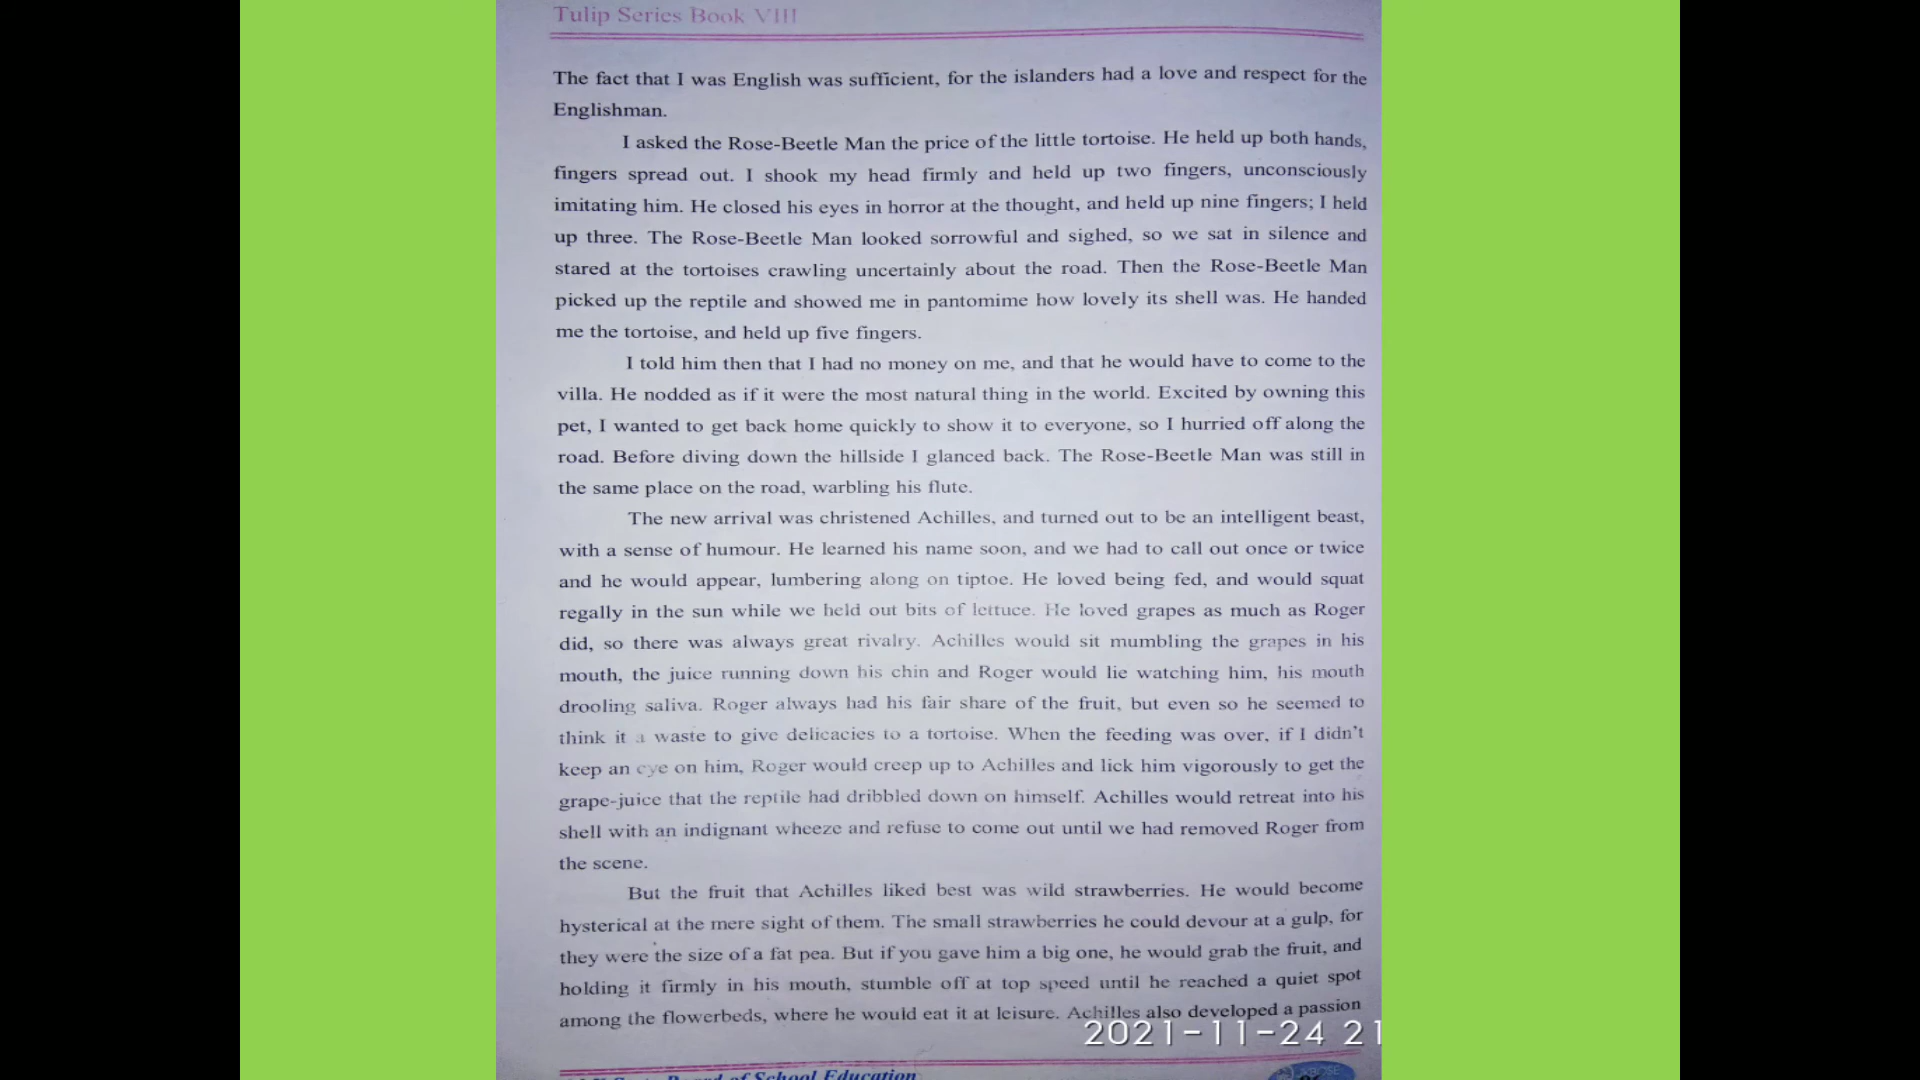 Tulip Series Book VIII
The fact that I was English was sufficient, for the islanders had a love and respect for the
Englishman.
I asked the Rose-Beetle Man the price of the little tortoise. He held up both hands,
fingers spread out. I shook my head firmly and held up two fingers, unconsciously
imitating him. He closed his eyes in horror at the thought, and held up nine fingers; I held
up three. The Rose-Beetle Man looked sorrowful and sighed, so we sat in silence and
stared at the tortoises crawling uncertainly about the road. Then the Rose-Beetle Man
picked up the reptile and showed me in pantomime how lovely its shell was. He handed
me the tortoise, and held up five fingers.
I told him then that I had no money on me, and that he would have to come to the
villa. He nodded as if it were the most natural thing in the world. Excited by owning this
pet, I wanted to get back home quickly to show it to everyone, so I hurried off along the
road. Before diving down the hillside I glanced back. The Rose-Beetle Man was still in
the same place on the road, warbling his flute.
The new arrival was christened Achilles, and turned out to be an intelligent beast,
with a sense of humour. He learned his name soon, and we had to call out once or twice
and he would appear, lumbering along on tiptoe. He loved being fed, and would squat
regally in the sun while we held out bits of lettuce. He loved grapes as much as Roger
did, so there was always great rivalry. Achilles would sit mumbling the grapes in his
mouth, the juice running down his chin and Roger would lie watching him, his mouth
drooling saliva. Roger always had his fair share of the fruit, but even so he seemed to
think it a waste to give delicacies to a tortoise. When the feeding was over, if I didn't
keep an eye on him, Roger would creep up to Achilles and lick him vigorously to get the
grape-juice that the reptile had dribbled down on himself. Achilles would retreat into his
shell with an indignant wheeze and refuse to come out until we had removed Roger from
the scene.
But the fruit that Achilles liked best was wild strawberries. He would become
hysterical at the mere sight of them. The small strawberries he could devour at a gulp, for
they were the size of a fat pea. But if you gave him a big one, he would grab the fruit, and
holding it firmly in his mouth, stumble off at top speed until he reached a quiet spot
among the flowerbeds, where he would eat it at leisure. Achilles also developed a passion
2021-11-24 21
Board of School Education